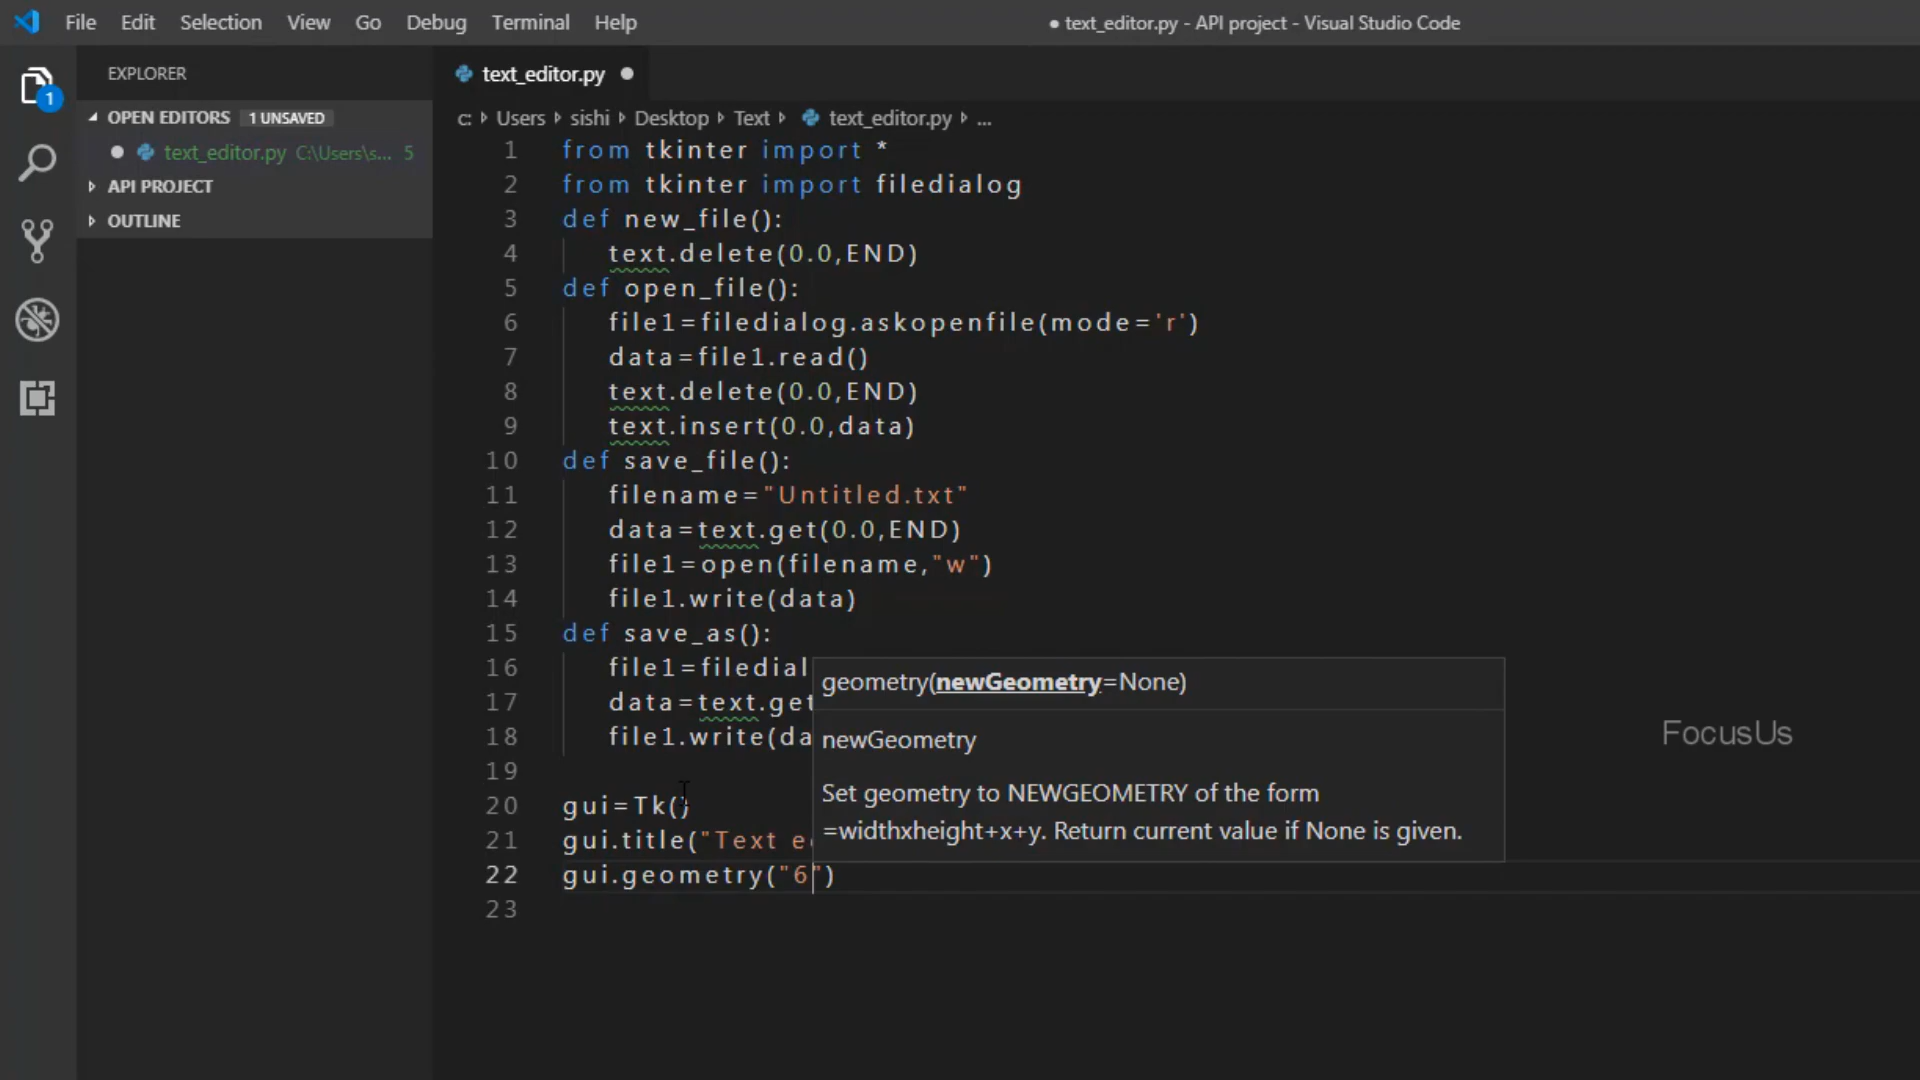 File Edit Selection View Go Debug Terminal Help ● text_editor.py - API project - Visual Studio Code
1
EXPLORER
OPEN EDITORS 1 UNSAVED
text_editor.py C:\Users\s... 5
API PROJECT
OUTLINE
text_editor.py
c: Users sishi Desktop Text text_editor.py ...
1 from tkinter import *
2 from tkinter import filedialog
3 def new_file():
4 text.delete(0.0,END)
5 def open_file():
6 file1=filedialog.askopenfile(mode='r')
7 data=file1.read()
8 text.delete(0.0,END)
9 text.insert(0.0,data)
10 def save_file():
11 filename="Untitled.txt"
12 data=text.get(0.0,END)
13 file1=open(filename,"w")
14 file1.write(data)
15 def save_as():
16 file1=filedial
17 data=text.get
18 file1.write(da
19
20 gui=Tk()
21 gui.title("Text e
22 gui.geometry("6")
23
geometry(newGeometry=None)
newGeometry
Set geometry to NEWGEOMETRY of the form
=widthxheight+x+y. Return current value if None is given.
FocusUs